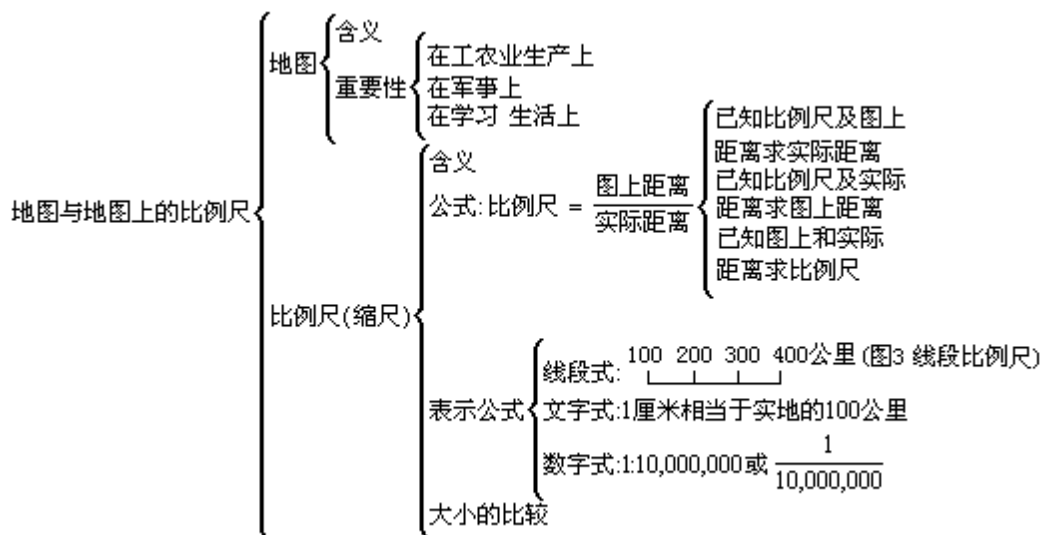 地图与地图上的比例尺
地图
含义
重要性
在工农业生产上
在军事上
在学习 生活上
比例尺(缩尺)
含义
公式:比例尺 = 图上距离
实际距离
已知比例尺及图上
距离求实际距离
已知比例尺及实际
距离求图上距离
已知图上和实际
距离求比例尺
表示公式
线段式: 100 200 300 400公里(图3 线段比例尺)
文字式:1厘米相当于实地的100公里
数字式:1:10,000,000或 1
10,000,000
大小的比较